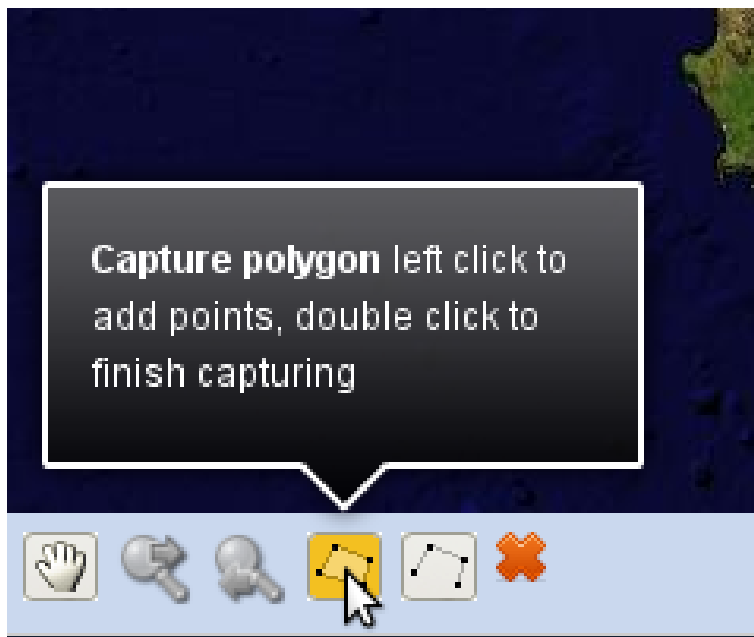 Capture polygon left click to
add points, double click to
finish capturing